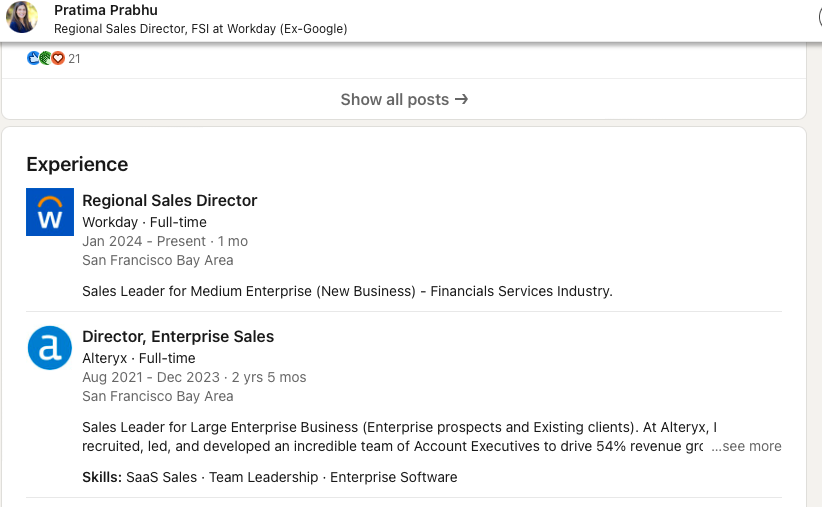 Pratima Prabhu
Regional Sales Director, FSI at Workday (Ex-Google)
21
Show all posts →
Experience
w
Regional Sales Director
Workday · Full-time
Jan 2024 - Present · 1 mo
San Francisco Bay Area
Sales Leader for Medium Enterprise (New Business) - Financials Services Industry.
a
Director, Enterprise Sales
Alteryx · Full-time
Aug 2021 - Dec 2023 · 2 yrs 5 mos
San Francisco Bay Area
Sales Leader for Large Enterprise Business (Enterprise prospects and Existing clients). At Alteryx, I
recruited, led, and developed an incredible team of Account Executives to drive 54% revenue gr …see more
Skills: SaaS Sales · Team Leadership · Enterprise Software